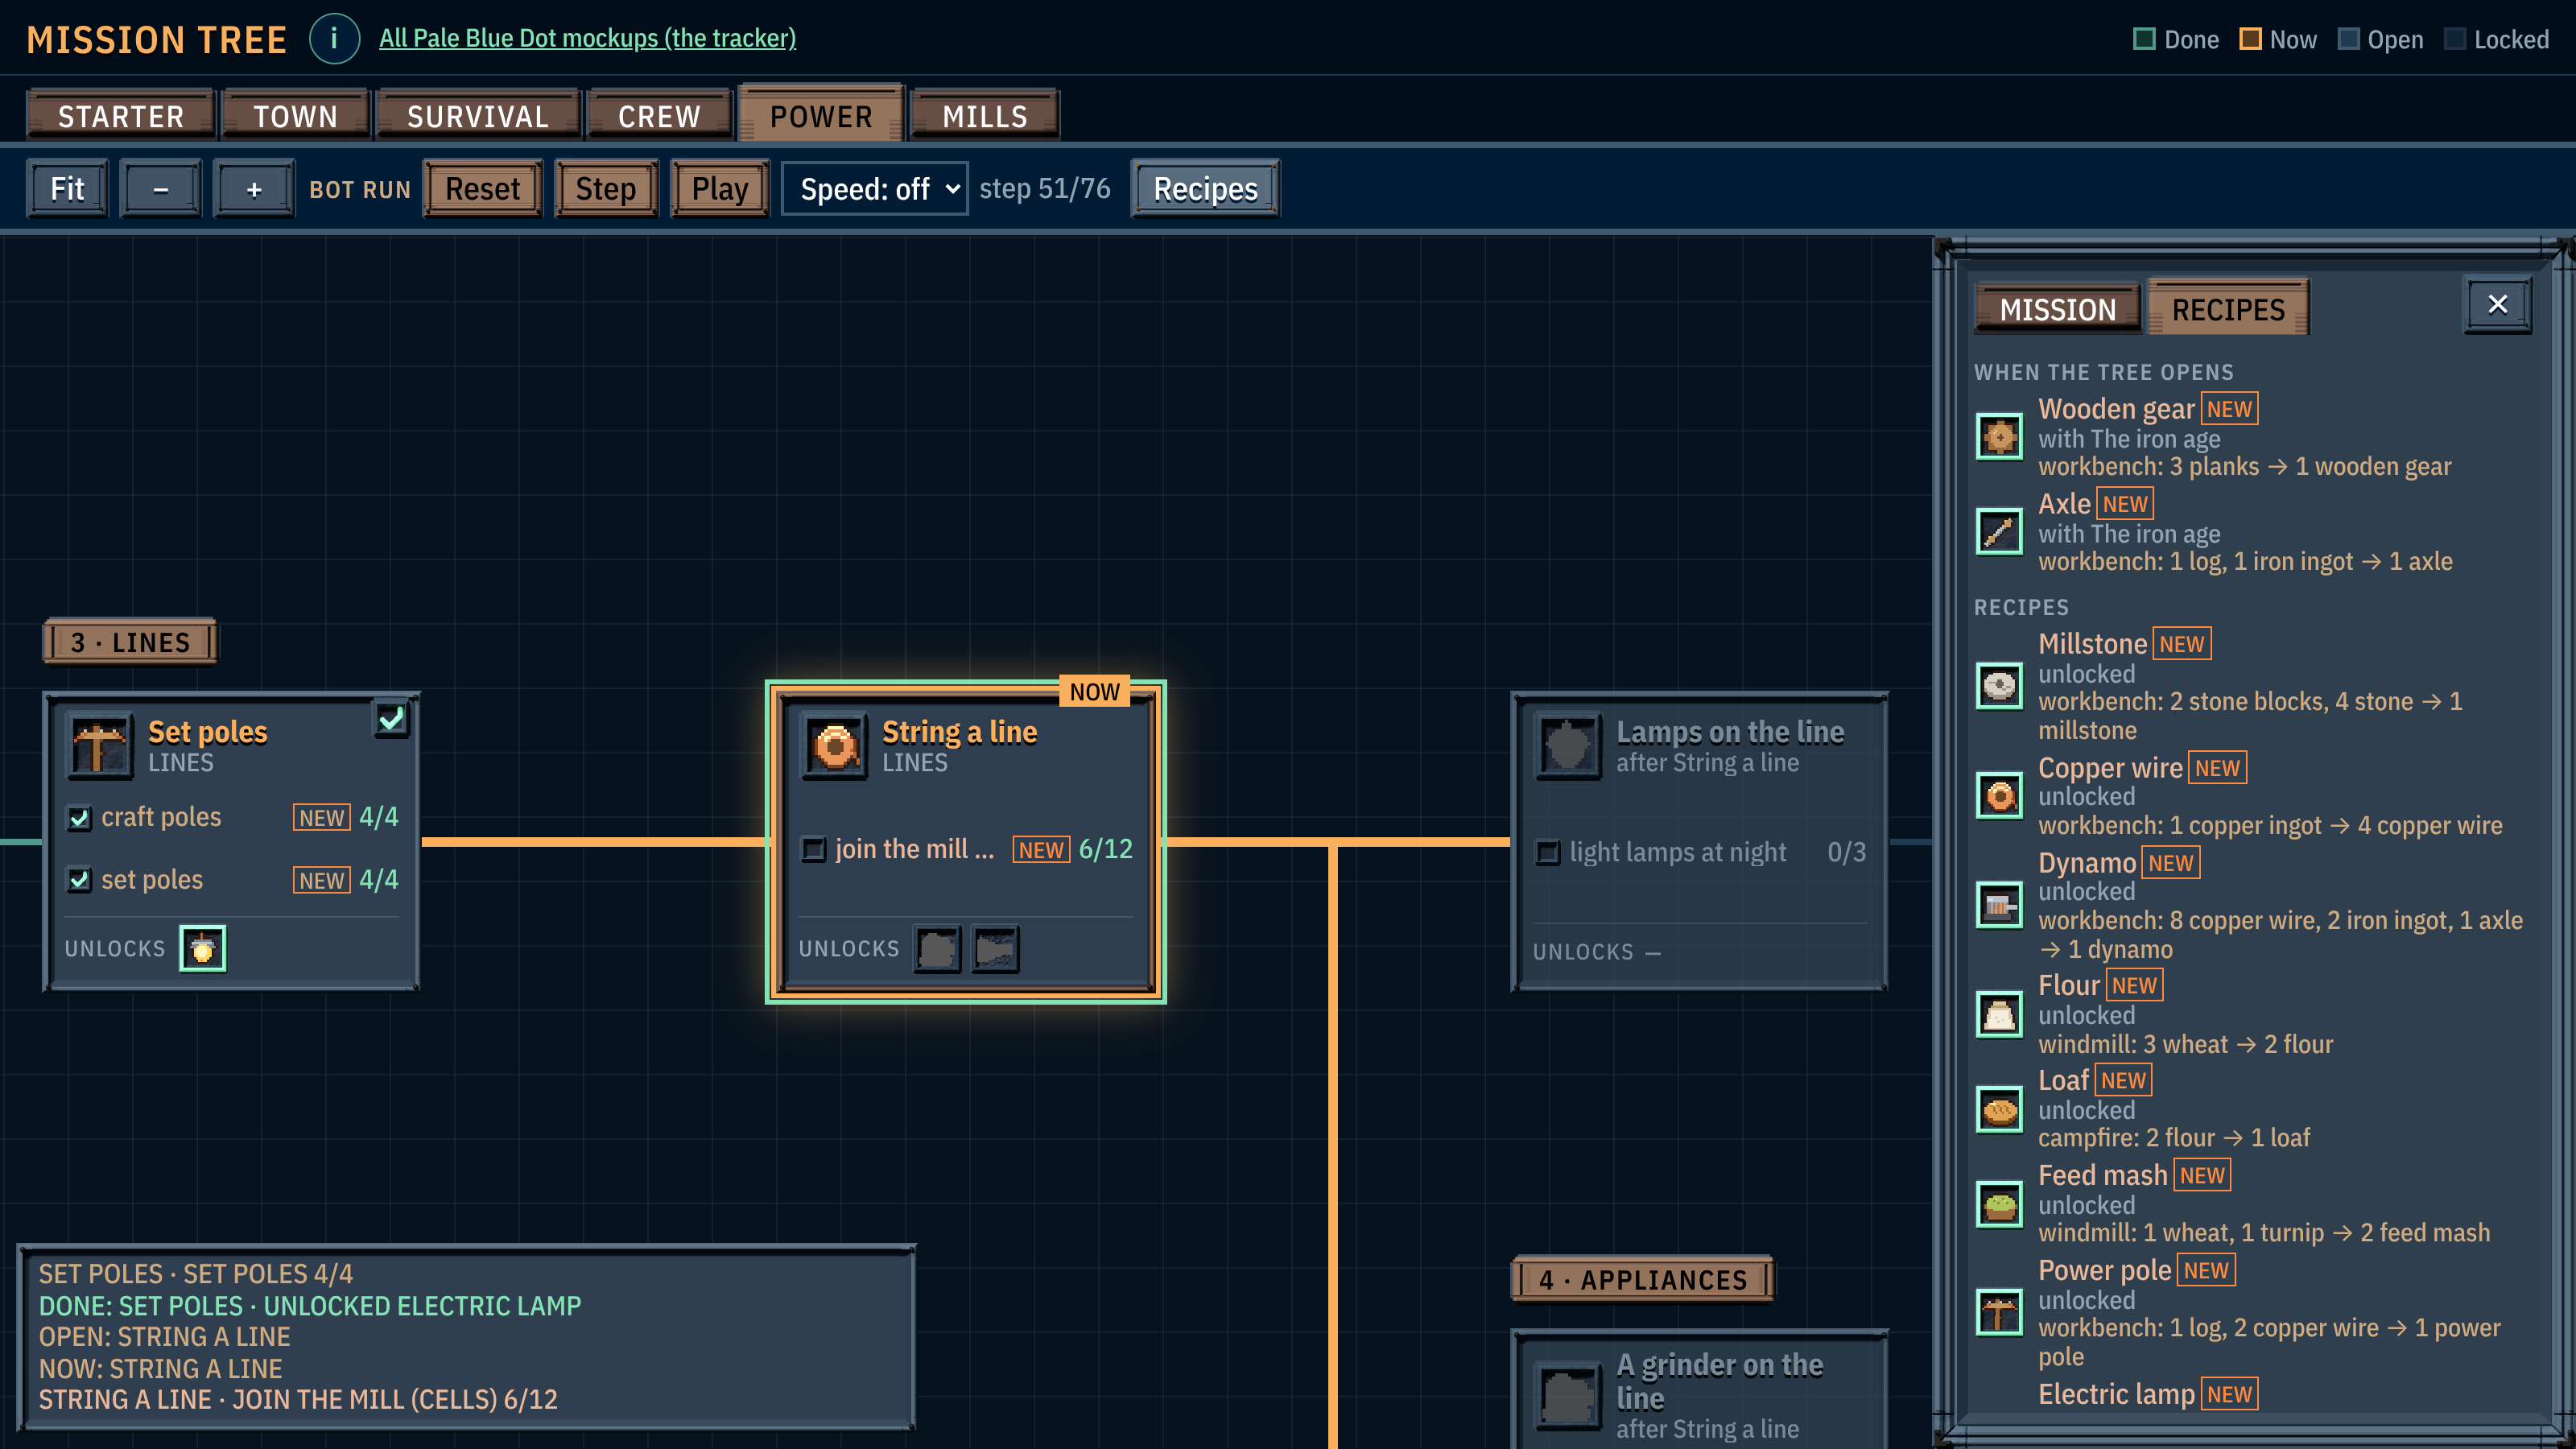 MISSION TREE
i
All Pale Blue Dot mockups (the tracker)
Done
Now
Open
Locked
STARTER
TOWN
SURVIVAL
CREW
POWER
MILLS
Fit
–
+
BOT RUN
Reset
Step
Play
Speed: off
step 51/76
Recipes
3 · LINES
Set poles
LINES
craft poles NEW 4/4
set poles NEW 4/4
UNLOCKS
NOW
String a line
LINES
join the mill ... NEW 6/12
UNLOCKS
Lamps on the line
after String a line
light lamps at night 0/3
UNLOCKS –
4 · APPLIANCES
A grinder on the
line
after String a line
SET POLES · SET POLES 4/4
DONE: SET POLES · UNLOCKED ELECTRIC LAMP
OPEN: STRING A LINE
NOW: STRING A LINE
STRING A LINE · JOIN THE MILL (CELLS) 6/12
MISSION
RECIPES
×
WHEN THE TREE OPENS
Wooden gear NEW
with The iron age
workbench: 3 planks → 1 wooden gear
Axle NEW
with The iron age
workbench: 1 log, 1 iron ingot → 1 axle
RECIPES
Millstone NEW
unlocked
workbench: 2 stone blocks, 4 stone → 1
millstone
Copper wire NEW
unlocked
workbench: 1 copper ingot → 4 copper wire
Dynamo NEW
unlocked
workbench: 8 copper wire, 2 iron ingot, 1 axle
→ 1 dynamo
Flour NEW
unlocked
windmill: 3 wheat → 2 flour
Loaf NEW
unlocked
campfire: 2 flour → 1 loaf
Feed mash NEW
unlocked
windmill: 1 wheat, 1 turnip → 2 feed mash
Power pole NEW
unlocked
workbench: 1 log, 2 copper wire → 1 power
pole
Electric lamp NEW